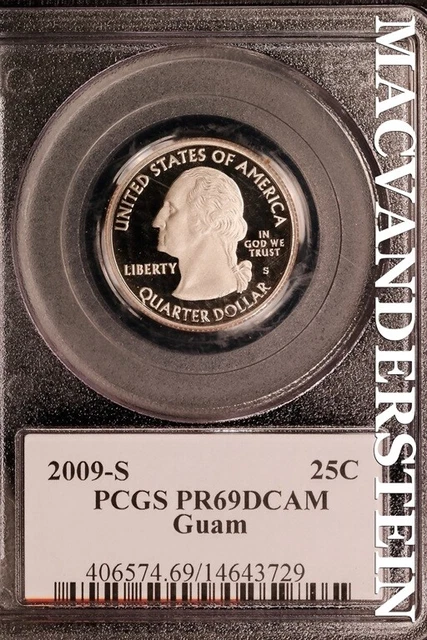 UNITED STATES OF AMERICA
IN
GOD WE
TRUST
LIBERTY
S
QUARTER DOLLAR
2009-S 25C
PCGS PR69DCAM
Guam
406574.69/14643729
MACVANDERSTEIN